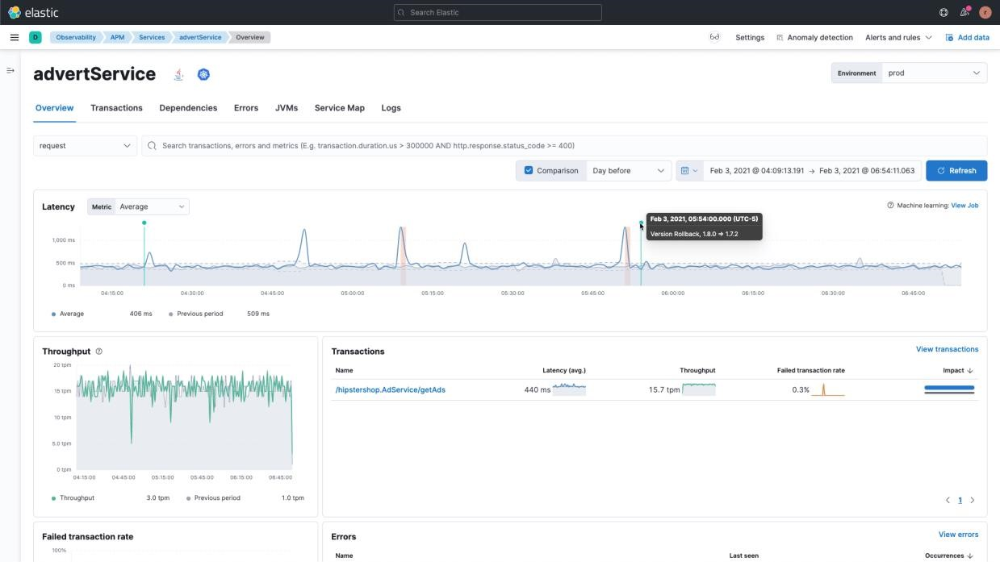 elastic
Search Elastic
r
D
Observability
APM
Services
advertService
Overview
Settings
Anomaly detection
Alerts and rules
Add data
advertService
Environment
prod
Overview
Transactions
Dependencies
Errors
JVMs
Service Map
Logs
request
Search transactions, errors and metrics (E.g. transaction.duration.us > 300000 AND http.response.status_code >= 400)
Comparison
Day before
Feb 3, 2021 @ 04:09:13.191 → Feb 3, 2021 @ 06:54:11.063
Refresh
Latency
Metric
Average
Machine learning: View Job
Feb 3, 2021, 05:54:00.000 (UTC-5)
Version Rollback, 1.8.0 => 1.7.2
1,000 ms
500 ms
0 ms
04:15:00 04:30:00 04:45:00 05:00:00 05:15:00 05:30:00 05:45:00 06:00:00 06:15:00 06:30:00 06:45:00
Average 406 ms Previous period 509 ms
Throughput
20 tpm
15 tpm
10 tpm
5.0 tpm
0 tpm
04:15:00 04:45:00 05:15:00 05:45:00 06:15:00 06:45:00
Throughput 3.0 tpm Previous period 1.0 tpm
Transactions
View transactions
Name Latency (avg.) Throughput Failed transaction rate Impact ↓
/hipstershop.AdService/getAds 440 ms 15.7 tpm 0.3%
1
Failed transaction rate
100%
Errors
View errors
Name Last seen Occurrences ↓